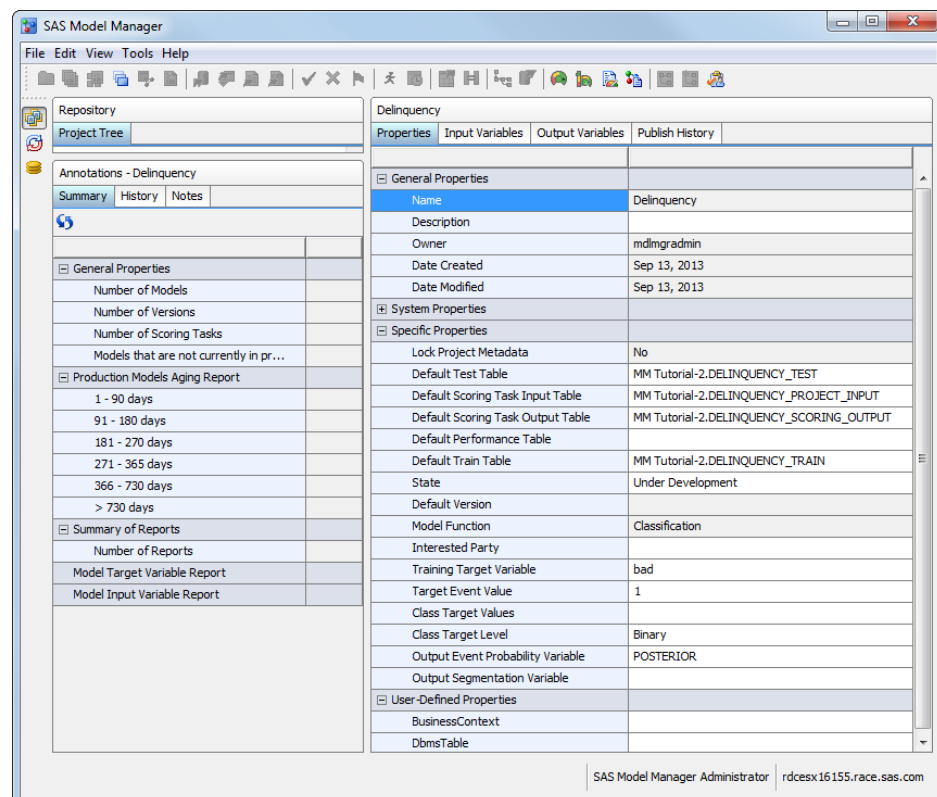 SAS Model Manager
File Edit View Tools Help
Repository
Project Tree
Annotations - Delinquency
Summary History Notes
General Properties
Number of Models
Number of Versions
Number of Scoring Tasks
Models that are not currently in pr...
Production Models Aging Report
1 - 90 days
91 - 180 days
181 - 270 days
271 - 365 days
366 - 730 days
> 730 days
Summary of Reports
Number of Reports
Model Target Variable Report
Model Input Variable Report
Delinquency
Properties Input Variables Output Variables Publish History
General Properties
Name Delinquency
Description
Owner mdlmgradmin
Date Created Sep 13, 2013
Date Modified Sep 13, 2013
System Properties
Specific Properties
Lock Project Metadata No
Default Test Table MM Tutorial-2.DELINQUENCY_TEST
Default Scoring Task Input Table MM Tutorial-2.DELINQUENCY_PROJECT_INPUT
Default Scoring Task Output Table MM Tutorial-2.DELINQUENCY_SCORING_OUTPUT
Default Performance Table
Default Train Table MM Tutorial-2.DELINQUENCY_TRAIN
State Under Development
Default Version
Model Function Classification
Interested Party
Training Target Variable bad
Target Event Value 1
Class Target Values
Class Target Level Binary
Output Event Probability Variable POSTERIOR
Output Segmentation Variable
User-Defined Properties
BusinessContext
DbmsTable
SAS Model Manager Administrator rdcesx16155.race.sas.com